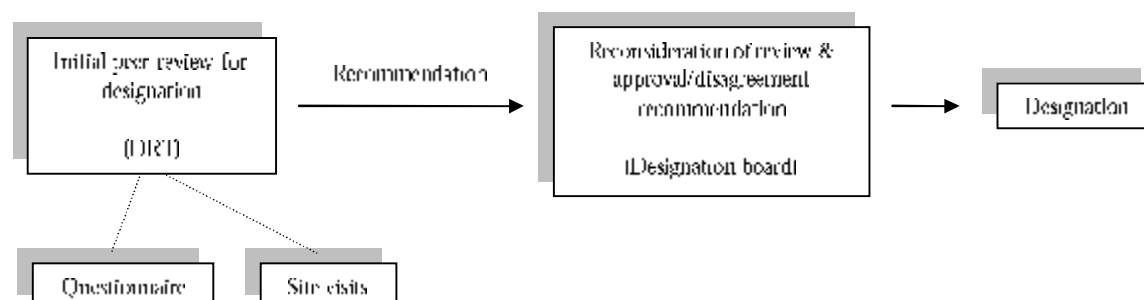 Initial peer review for
designation
(DRT)
Recommendation
Reconsideration of review &
approval/disagreement
recommendation
(Designation board)
Designation
Questionnaire
Site visits